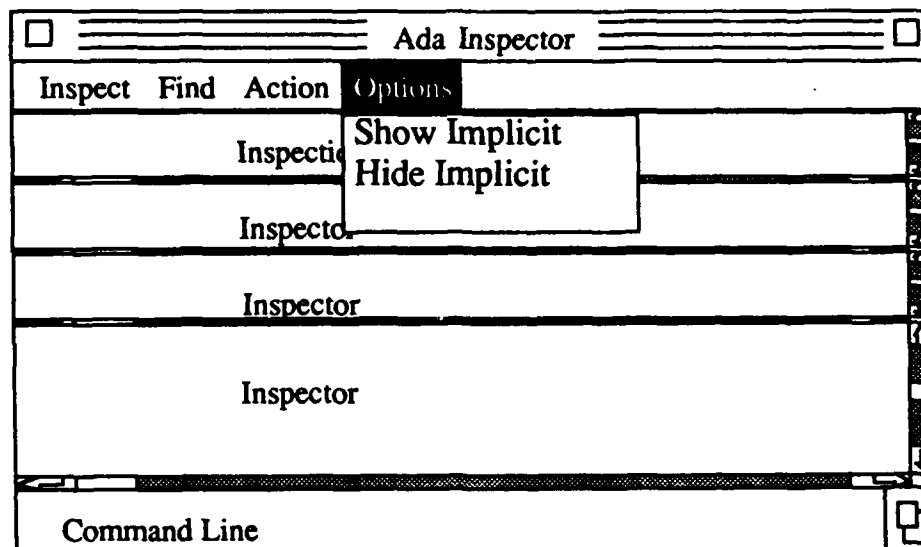 Ada Inspector
Inspect Find Action Options
Show Implicit
Hide Implicit
Inspector
Inspector
Inspector
Command Line